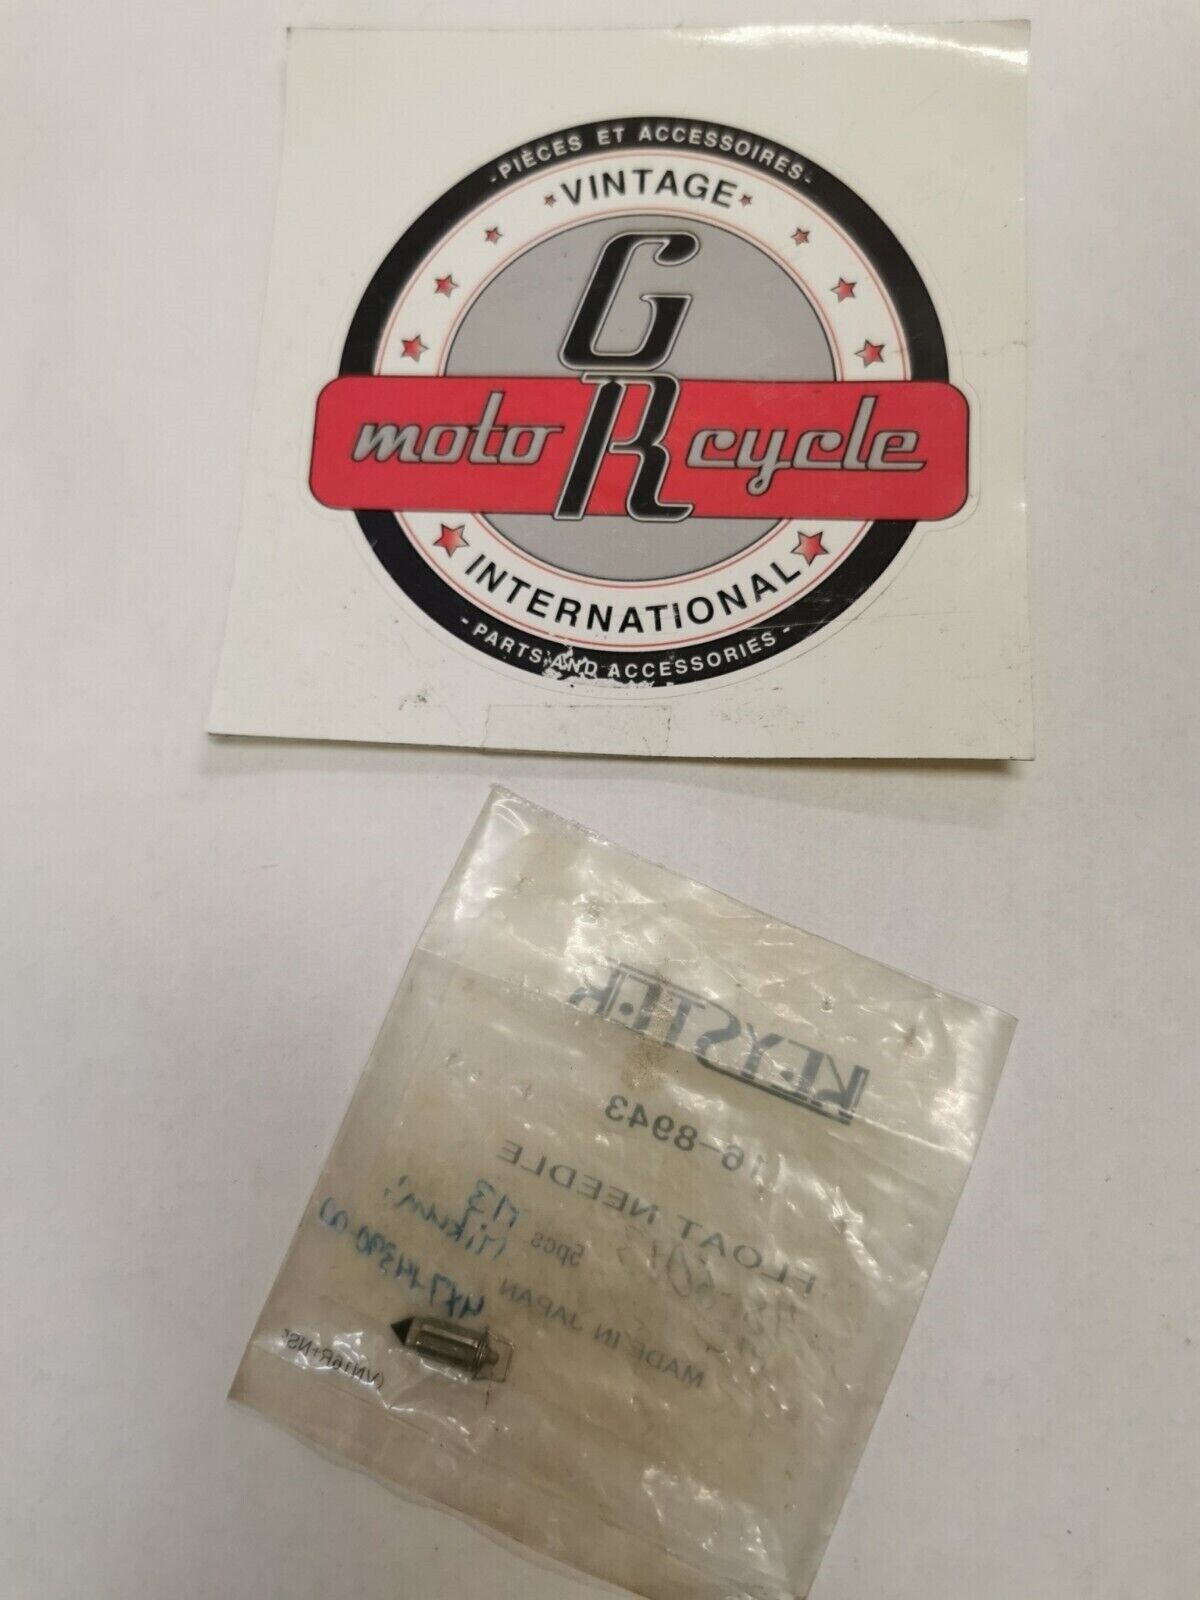 -PIÈCES ET ACCESSOIRES-
VINTAGE
GR
moto cycle
INTERNATIONAL
- PARTS AND ACCESSORIES -
KEYSTER
16-8943
FLOAT NEEDLE
5pcs
Mikuni
MADE IN JAPAN